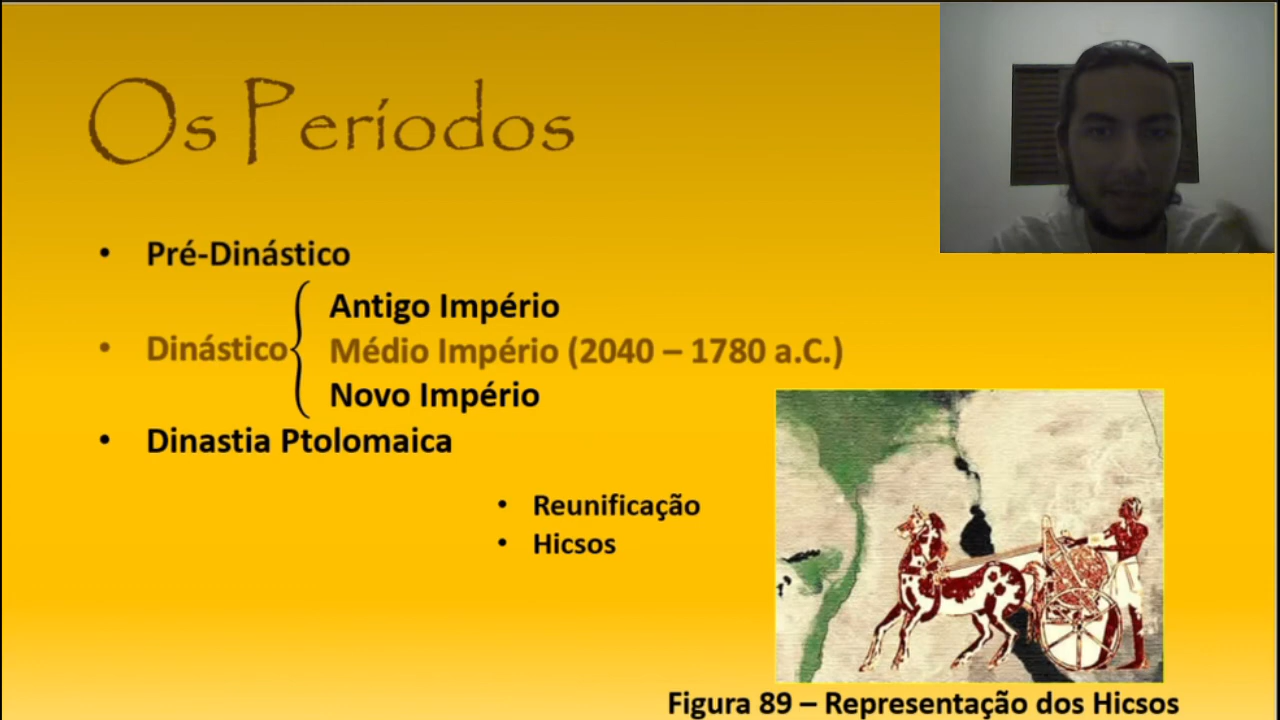 Os Períodos
• Pré-Dinástico
Antigo Império
• Dinástico
Médio Império (2040 – 1780 a.C.)
Novo Império
• Dinastia Ptolomaica
• Reunificação
• Hicsos
Figura 89 – Representação dos Hicsos